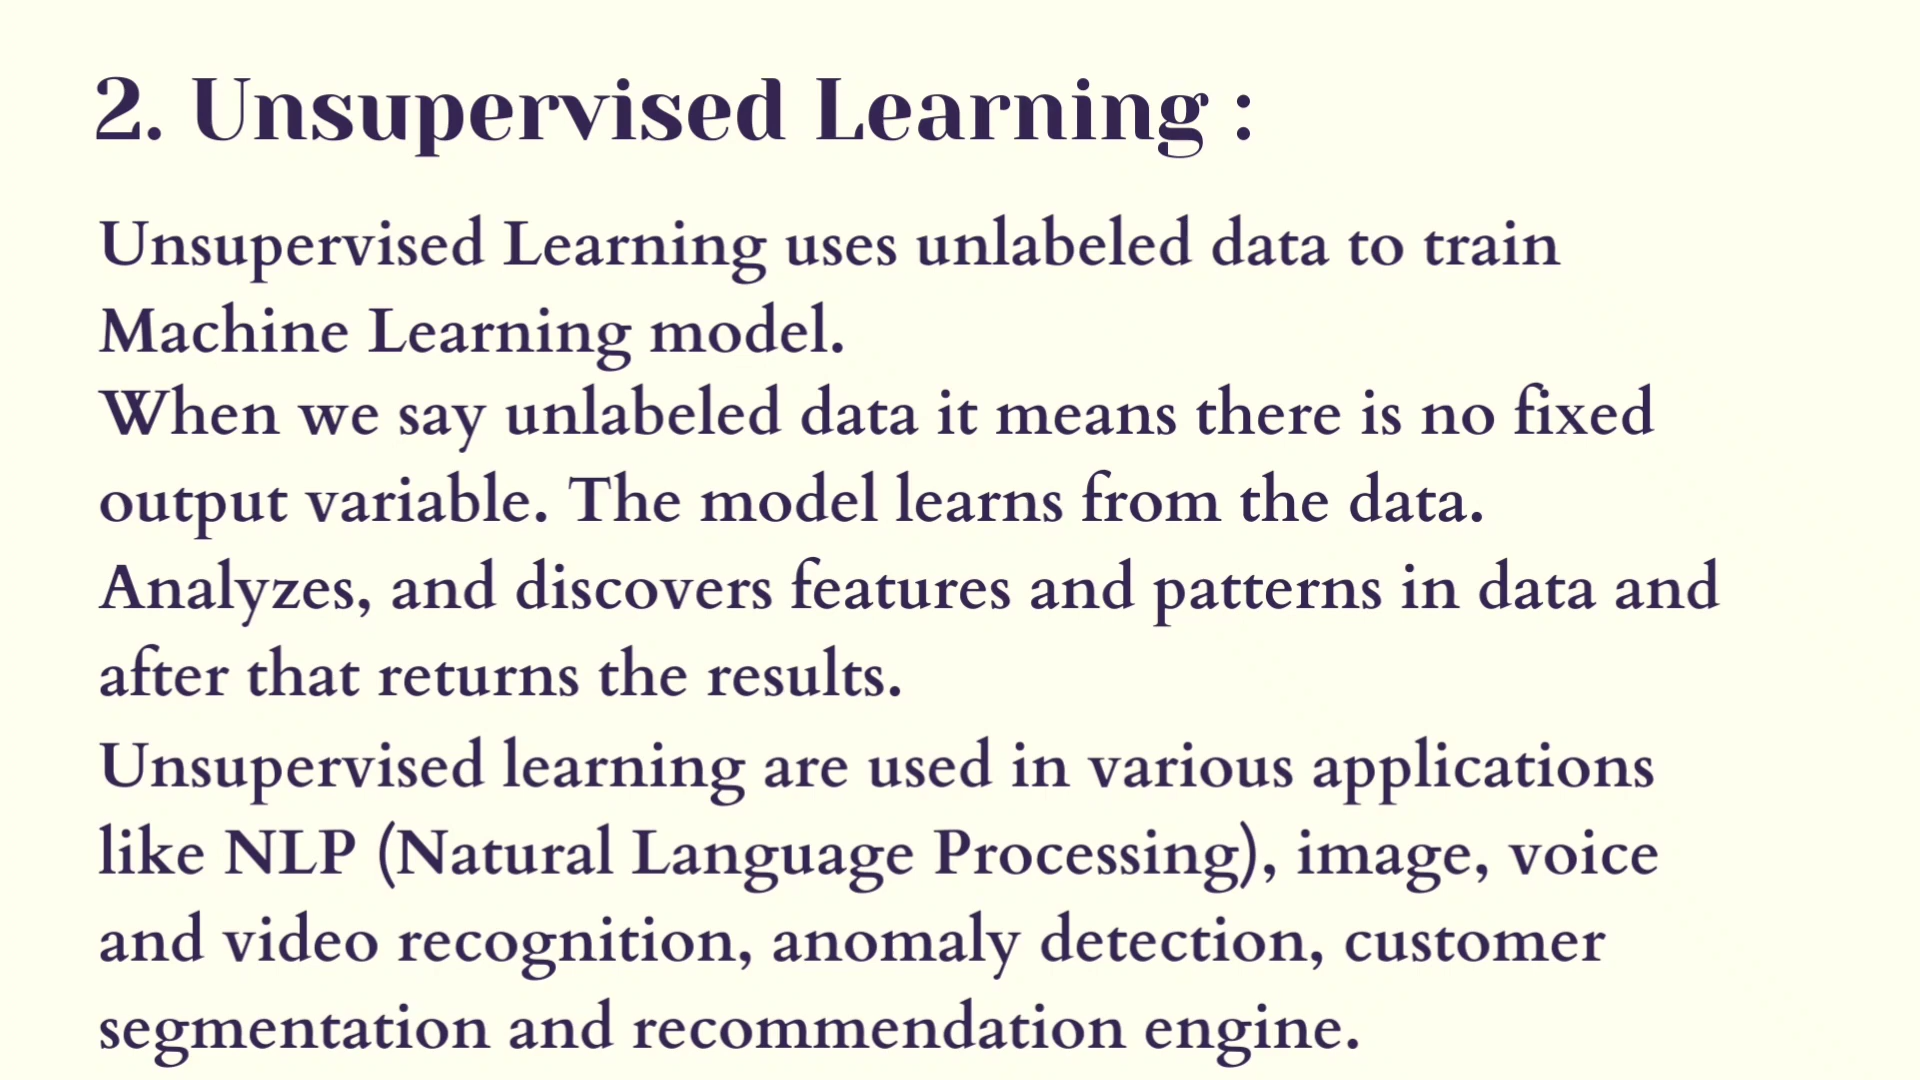 2. Unsupervised Learning :
Unsupervised Learning uses unlabeled data to train
Machine Learning model.
When we say unlabeled data it means there is no fixed
output variable. The model learns from the data.
Analyzes, and discovers features and patterns in data and
after that returns the results.
Unsupervised learning are used in various applications
like NLP (Natural Language Processing), image, voice
and video recognition, anomaly detection, customer
segmentation and recommendation engine.